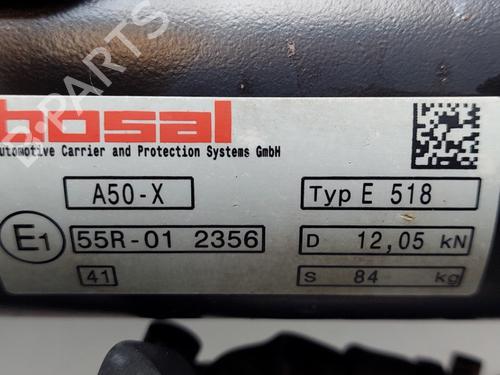 bosal
utomotive Carrier and Protection Systems GmbH
A50-X
Typ E 518
E1
55R-01 2356
D 12,05 kN
41
S 84 kg